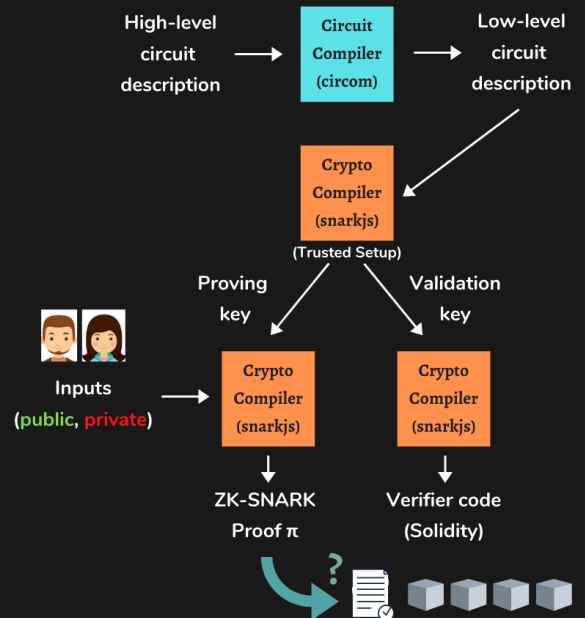 High-level
circuit
description
Circuit
Compiler
(circom)
Low-level
circuit
description
Crypto
Compiler
(snarkjs)
(Trusted Setup)
Proving
key
Validation
key
Inputs
(public, private)
Crypto
Compiler
(snarkjs)
Crypto
Compiler
(snarkjs)
ZK-SNARK
Proof π
Verifier code
(Solidity)
?